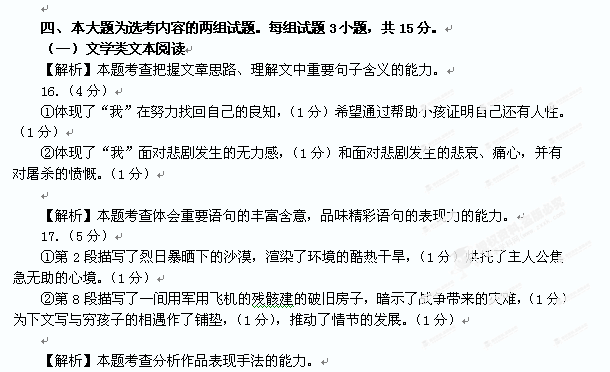 四、本大题为选考内容的两组试题。每组试题 3 小题，共 15 分。
（一）文学类文本阅读
【解析】本题考查把握文章思路、理解文中重要句子含义的能力。
16.（4 分）
①体现了“我”在努力找回自己的良知，（1 分）希望通过帮助小孩证明自己还有人性。
（1 分）
②体现了“我”面对悲剧发生的无力感，（1 分）和面对悲剧发生的悲哀、痛心，并有
对屠杀的愤慨。（1 分）
【解析】本题考查体会重要语句的丰富含意，品味精彩语句的表现力的能力。
17.（5 分）
①第 2 段描写了烈日暴晒下的沙漠，渲染了环境的酷热干旱，（1 分）烘托了主人公焦
急无助的心境。（1 分）
②第 8 段描写了一间用军用飞机的残骸建的破旧房子，暗示了战争带来的灾难，（1 分）
为下文写与穷孩子的相遇作了铺垫，（1 分），推动了情节的发展。（1 分）
【解析】本题考查分析作品表现手法的能力。